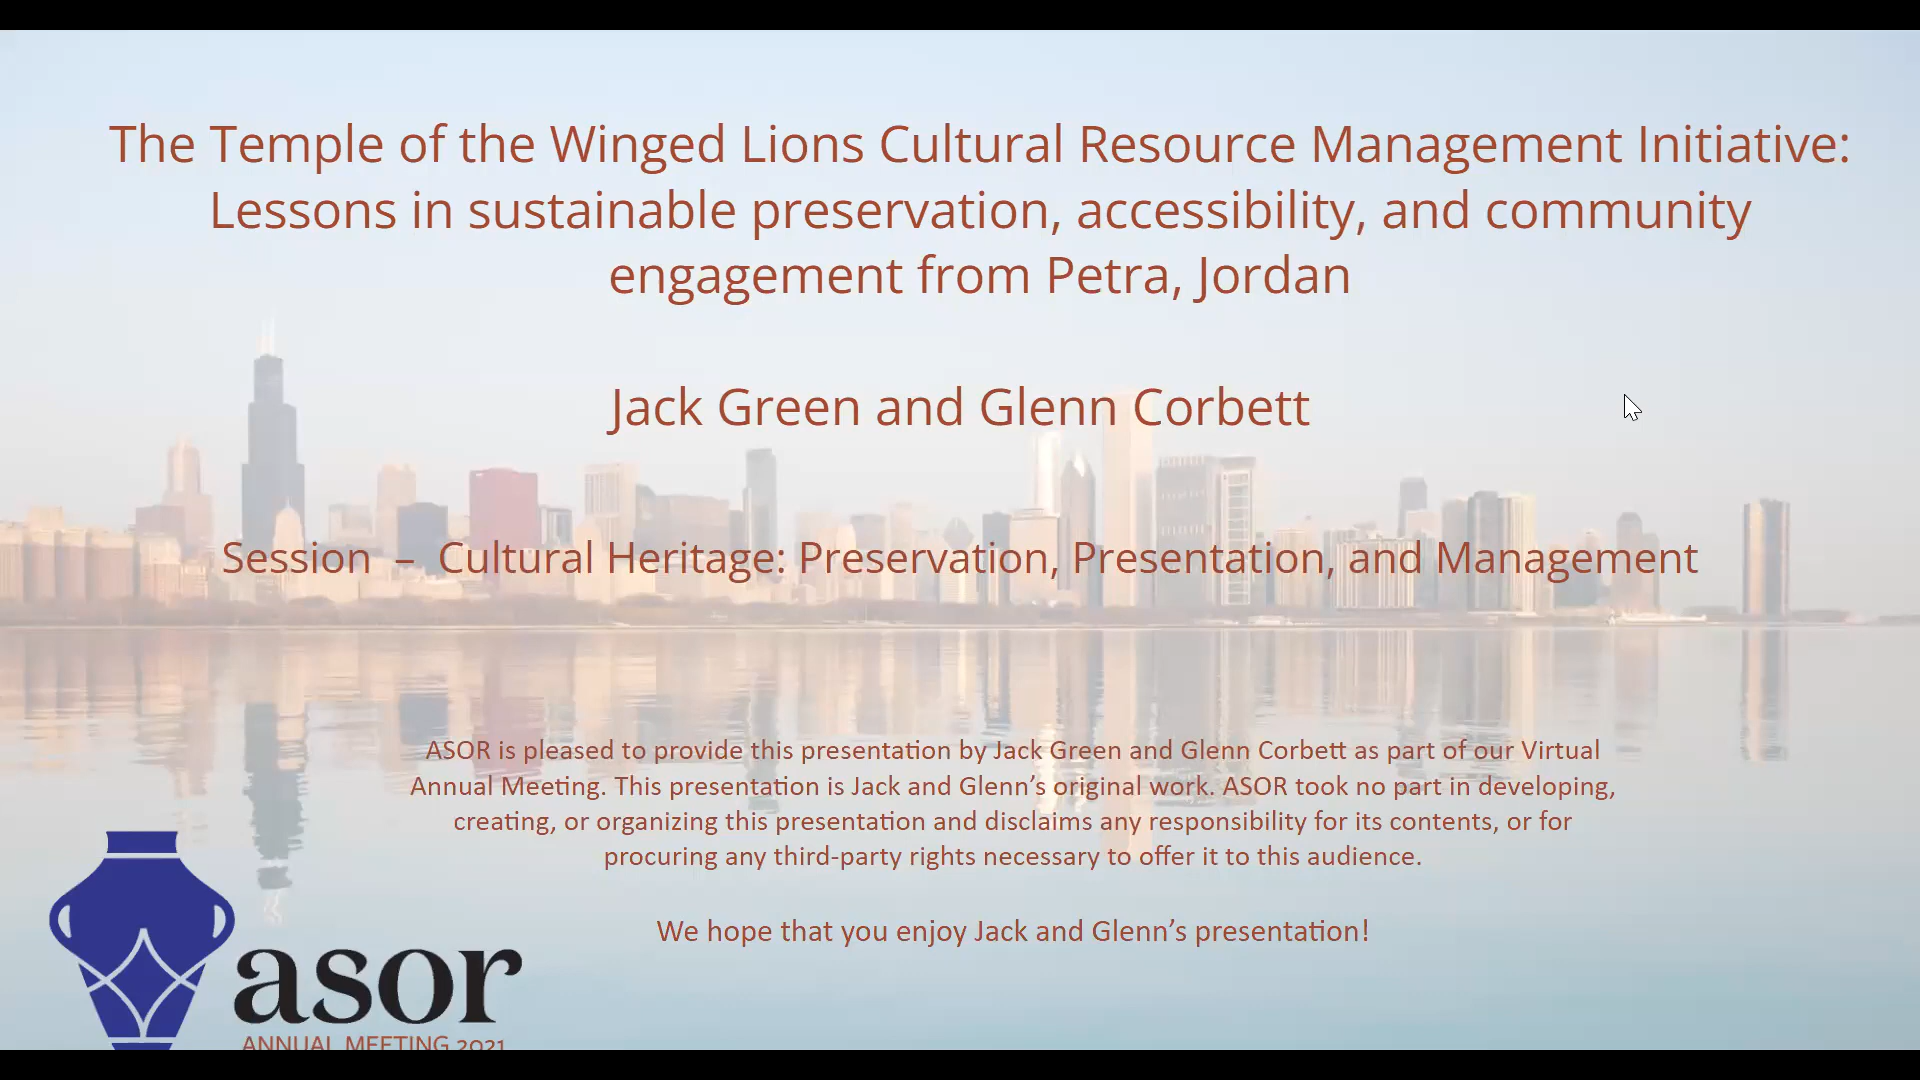 The Temple of the Winged Lions Cultural Resource Management Initiative:
Lessons in sustainable preservation, accessibility, and community
engagement from Petra, Jordan
Jack Green and Glenn Corbett
Session – Cultural Heritage: Preservation, Presentation, and Management
ASOR is pleased to provide this presentation by Jack Green and Glenn Corbett as part of our Virtual
Annual Meeting. This presentation is Jack and Glenn’s original work. ASOR took no part in developing,
creating, or organizing this presentation and disclaims any responsibility for its contents, or for
procuring any third-party rights necessary to offer it to this audience.
We hope that you enjoy Jack and Glenn’s presentation!
asor
ANNUAL MEETING 2021